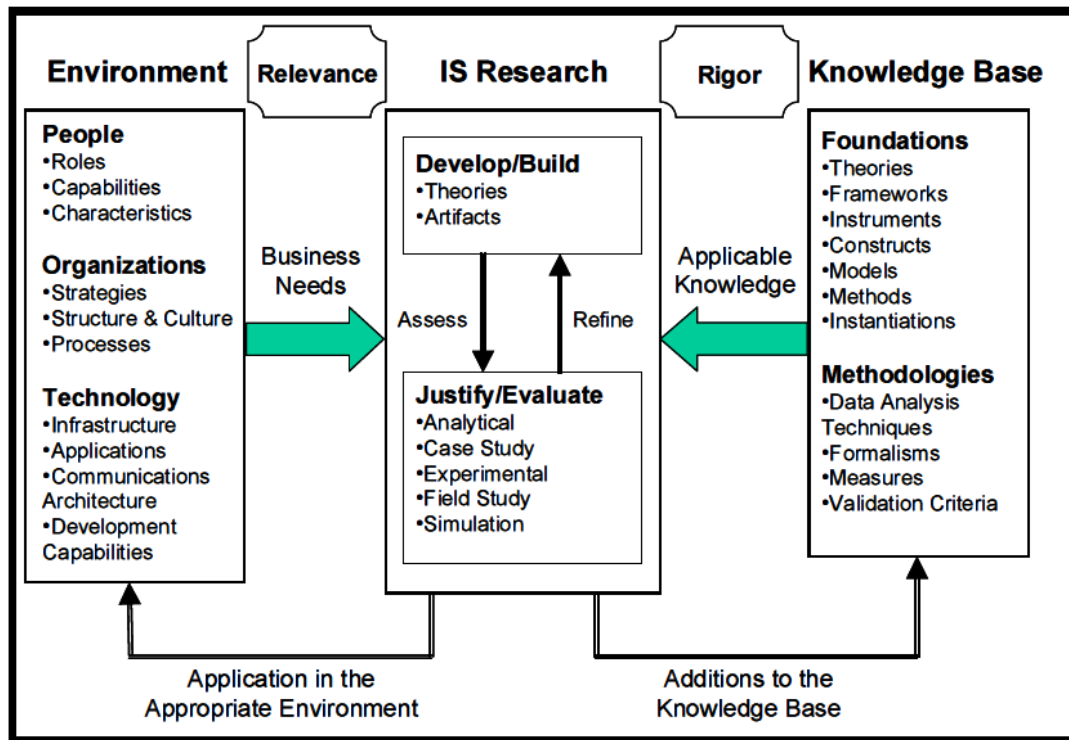 Environment
Relevance
IS Research
Rigor
Knowledge Base
People
•Roles
•Capabilities
•Characteristics
Organizations
•Strategies
•Structure & Culture
•Processes
Technology
•Infrastructure
•Applications
•Communications
Architecture
•Development
Capabilities
Business
Needs
Develop/Build
•Theories
•Artifacts
Assess
Refine
Justify/Evaluate
•Analytical
•Case Study
•Experimental
•Field Study
•Simulation
Applicable
Knowledge
Foundations
•Theories
•Frameworks
•Instruments
•Constructs
•Models
•Methods
•Instantiations
Methodologies
•Data Analysis
Techniques
•Formalisms
•Measures
•Validation Criteria
Application in the
Appropriate Environment
Additions to the
Knowledge Base